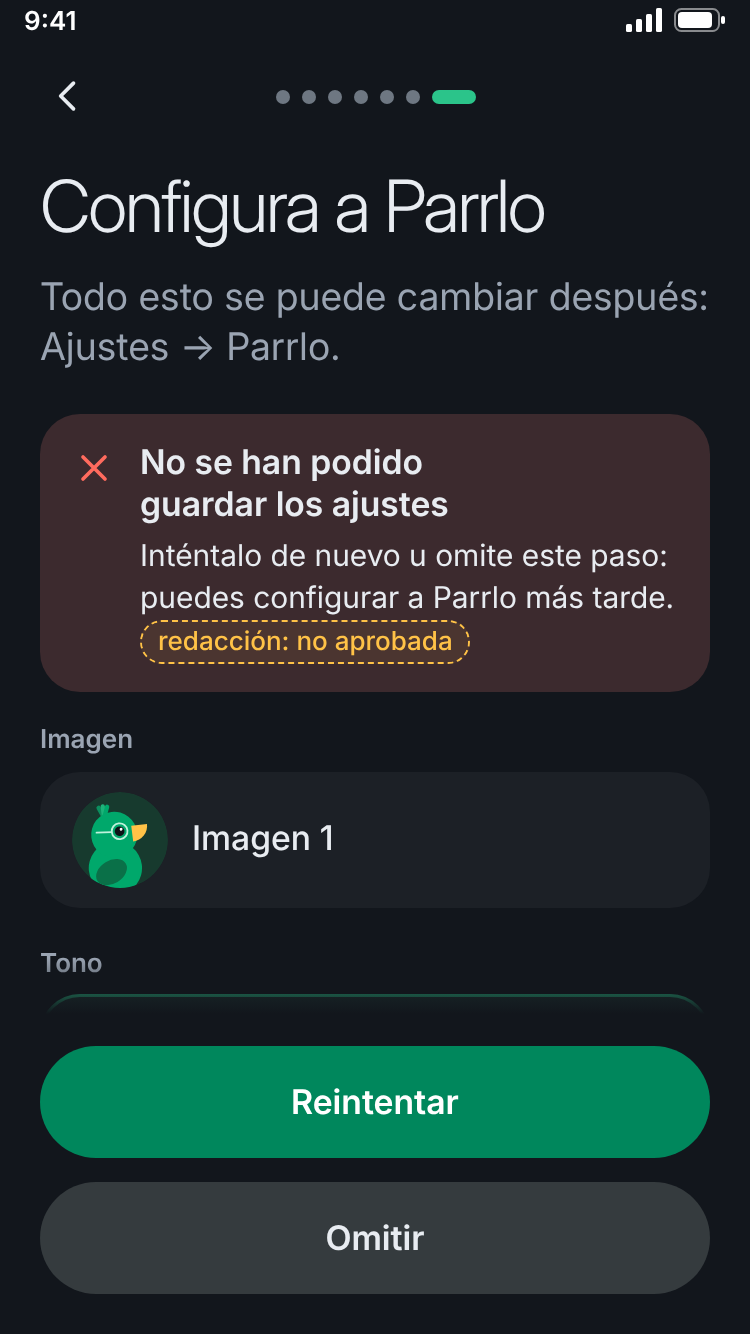 9:41
Configura a Parrlo
Todo esto se puede cambiar después:
Ajustes → Parrlo.
No se han podido
guardar los ajustes
Inténtalo de nuevo u omite este paso:
puedes configurar a Parrlo más tarde.
redacción: no aprobada
Imagen
Imagen 1
Tono
Reintentar
Omitir